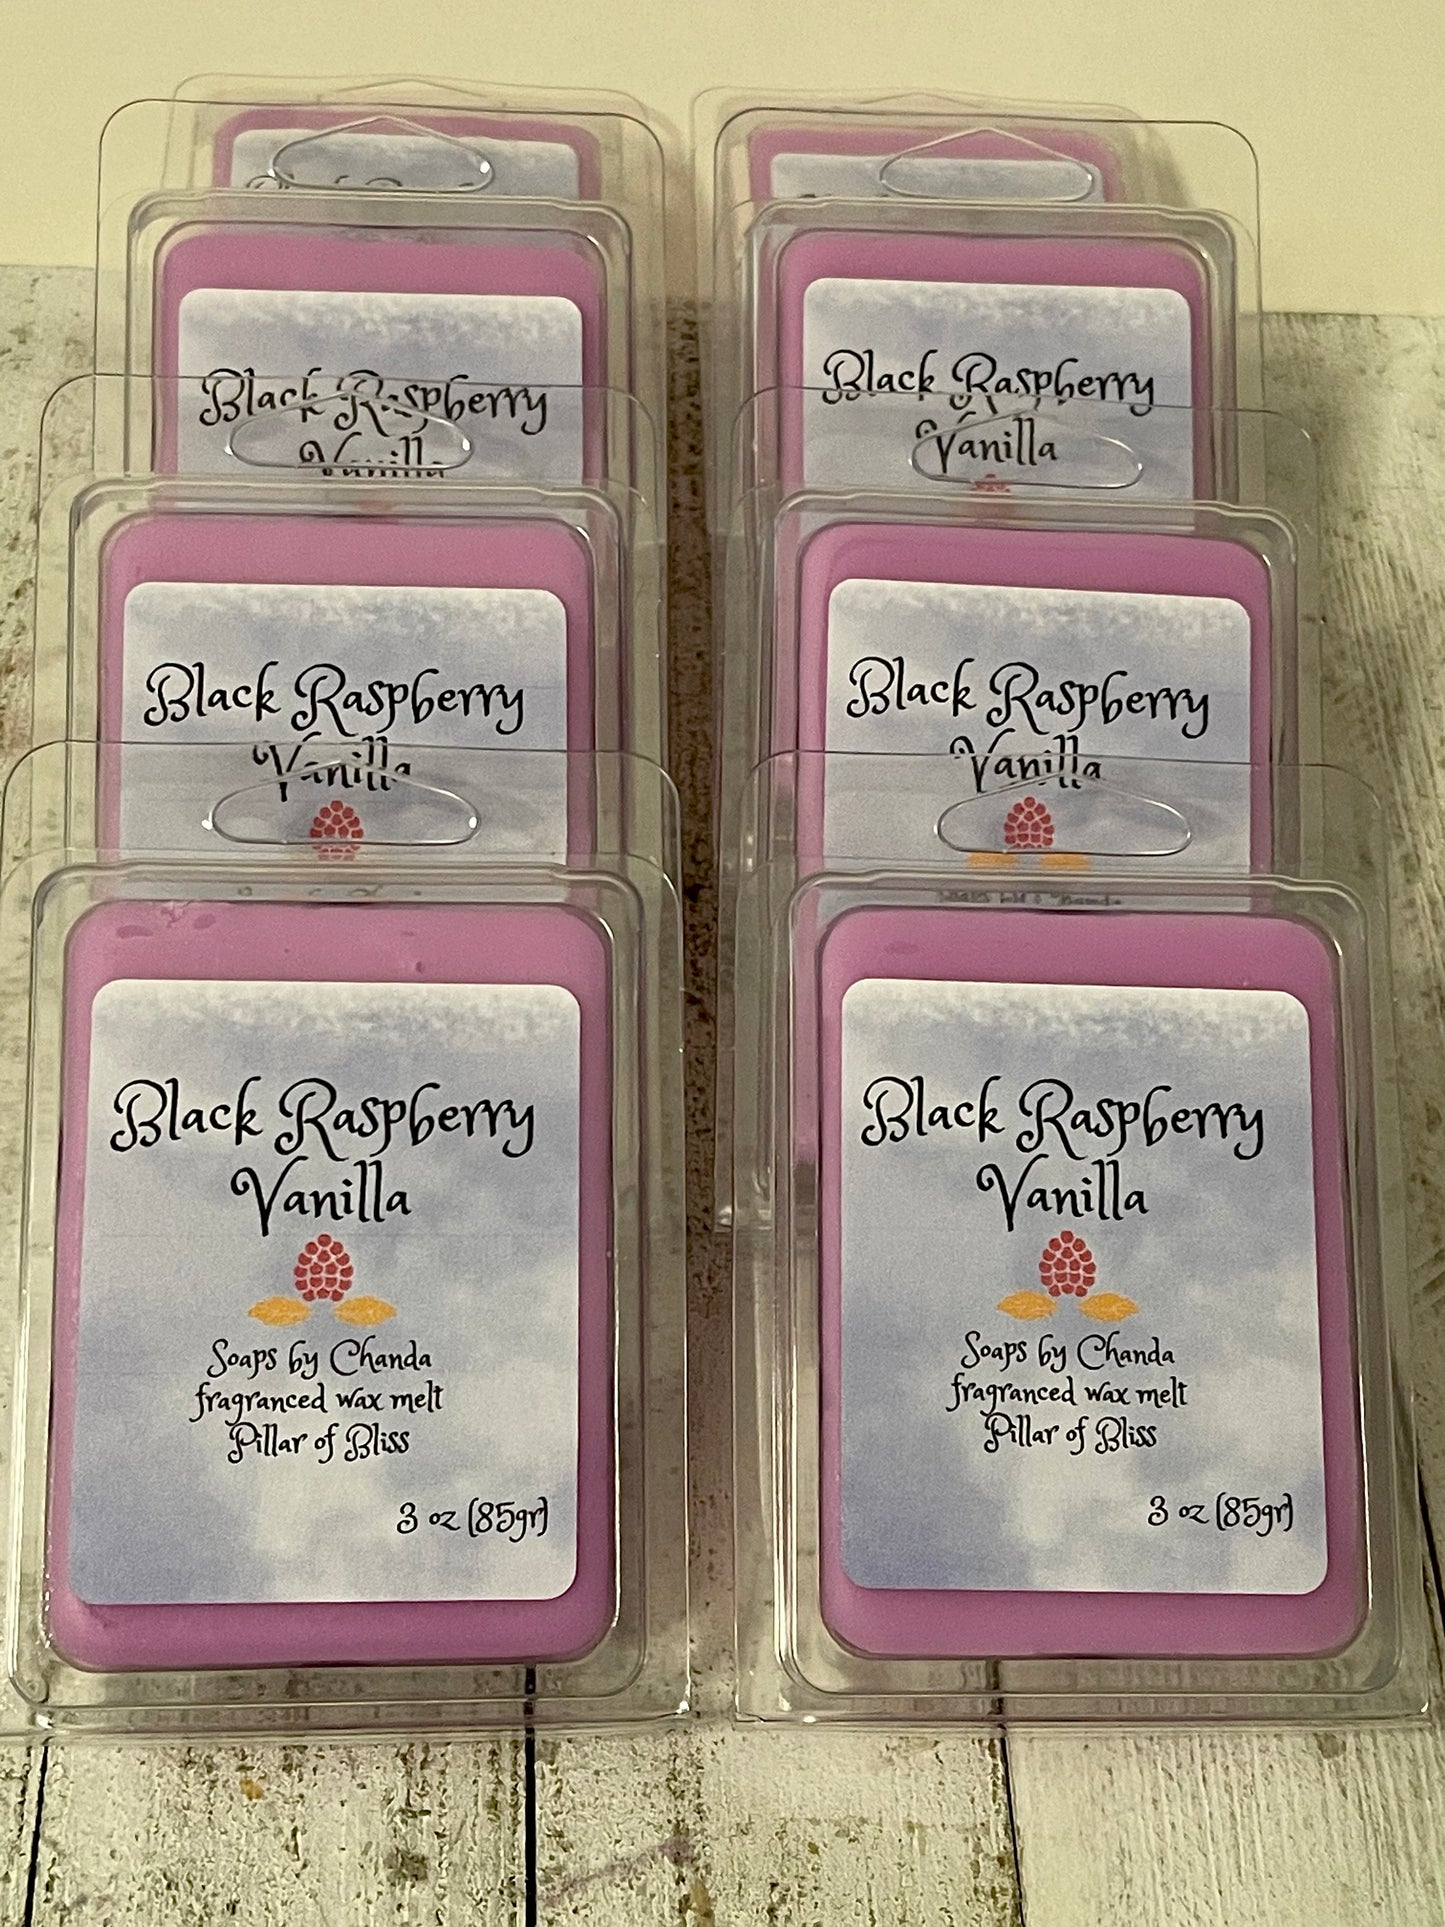 Black Raspberry
Vanilla
Black Raspberry
Vanilla
Black Raspberry
Vanilla
Black Raspberry
Vanilla
Black Raspberry
Vanilla
Soaps by Chanda
fragranced wax melt
Pillar of Bliss
3 oz (85gr)
Black Raspberry
Vanilla
Soaps by Chanda
fragranced wax melt
Pillar of Bliss
3 oz (85gr)